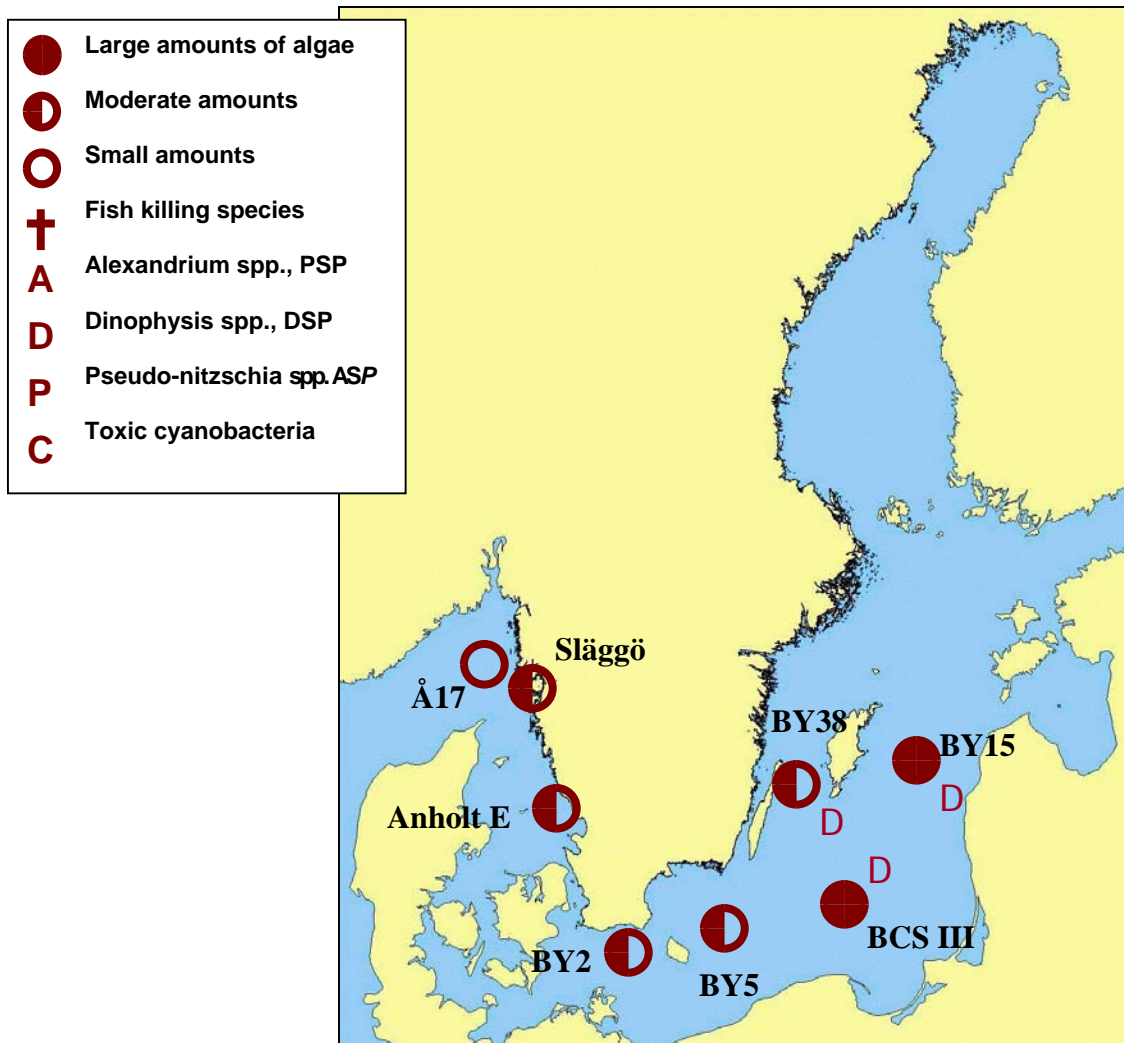 Large amounts of algae
Moderate amounts
Small amounts
Fish killing species
A Alexandrium spp., PSP
D Dinophysis spp., DSP
P Pseudo-nitzschia spp. ASP
C Toxic cyanobacteria
Släggö
Å17
BY38
BY15
D
Anholt E
D
D
BCS III
BY2
BY5